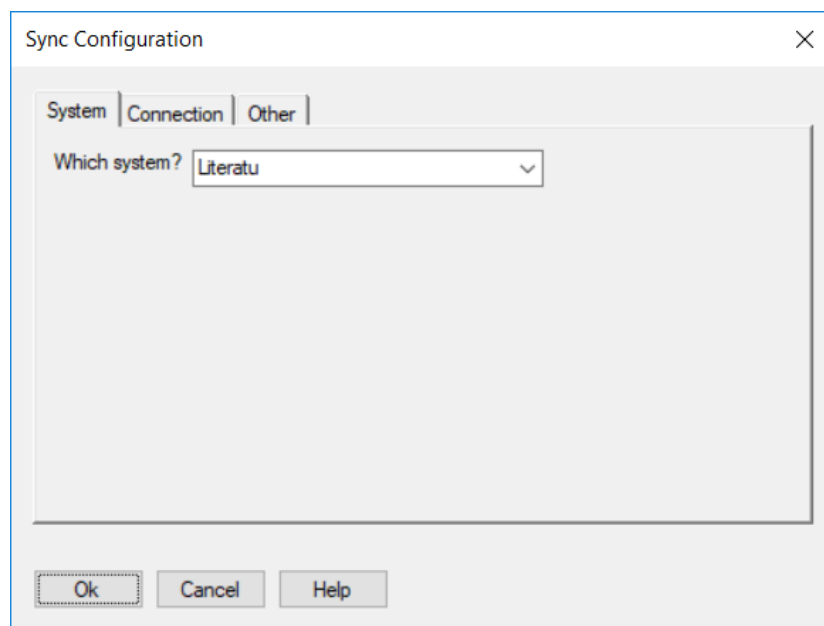 Sync Configuration
System Connection Other
Which system? Literatu
Ok Cancel Help